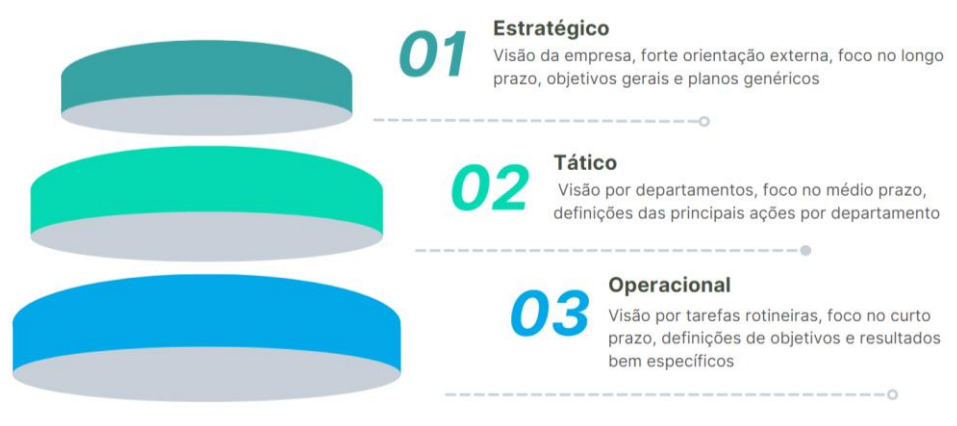 01
Estratégico
Visão da empresa, forte orientação externa, foco no longo
prazo, objetivos gerais e planos genéricos
02
Tático
Visão por departamentos, foco no médio prazo,
definições das principais ações por departamento
03
Operacional
Visão por tarefas rotineiras, foco no curto
prazo, definições de objetivos e resultados
bem específicos